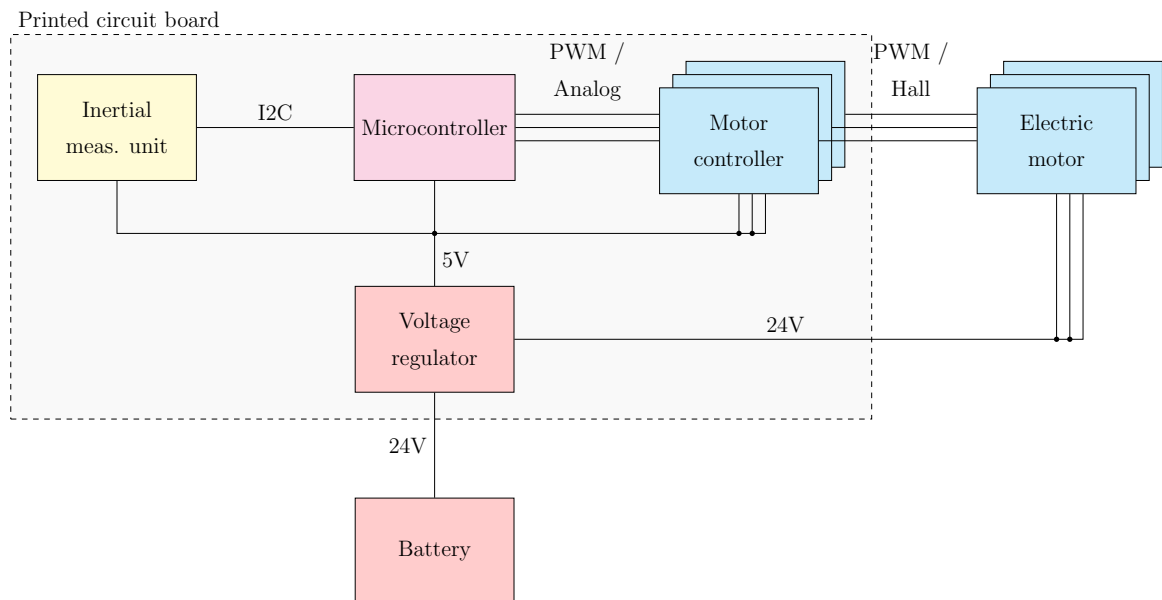 Printed circuit board
PWM /
Analog
PWM /
Hall
Inertial
meas. unit
I2C
Microcontroller
Motor
controller
Electric
motor
5V
Voltage
regulator
24V
24V
Battery